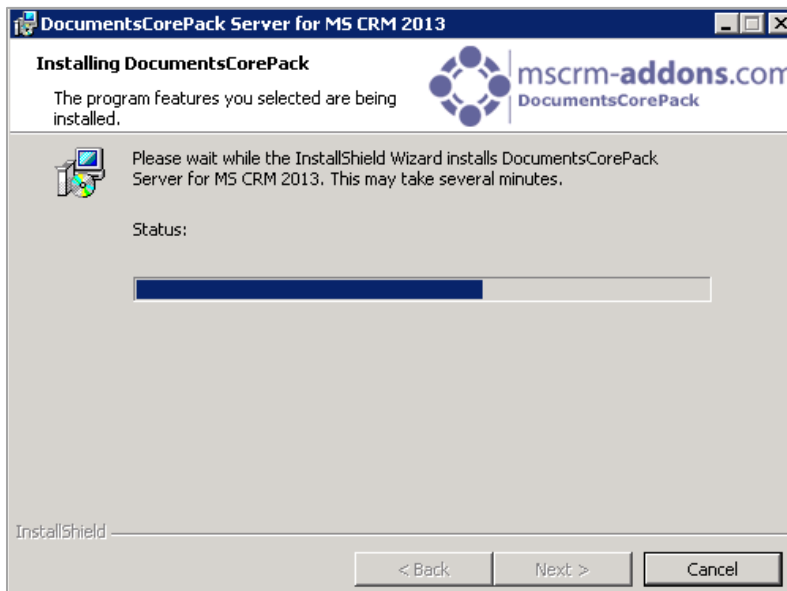 DocumentsCorePack Server for MS CRM 2013
Installing DocumentsCorePack
The program features you selected are being
installed.
mscrm-addons.com
DocumentsCorePack
Please wait while the InstallShield Wizard installs DocumentsCorePack
Server for MS CRM 2013. This may take several minutes.
Status:
InstallShield
< Back
Next >
Cancel